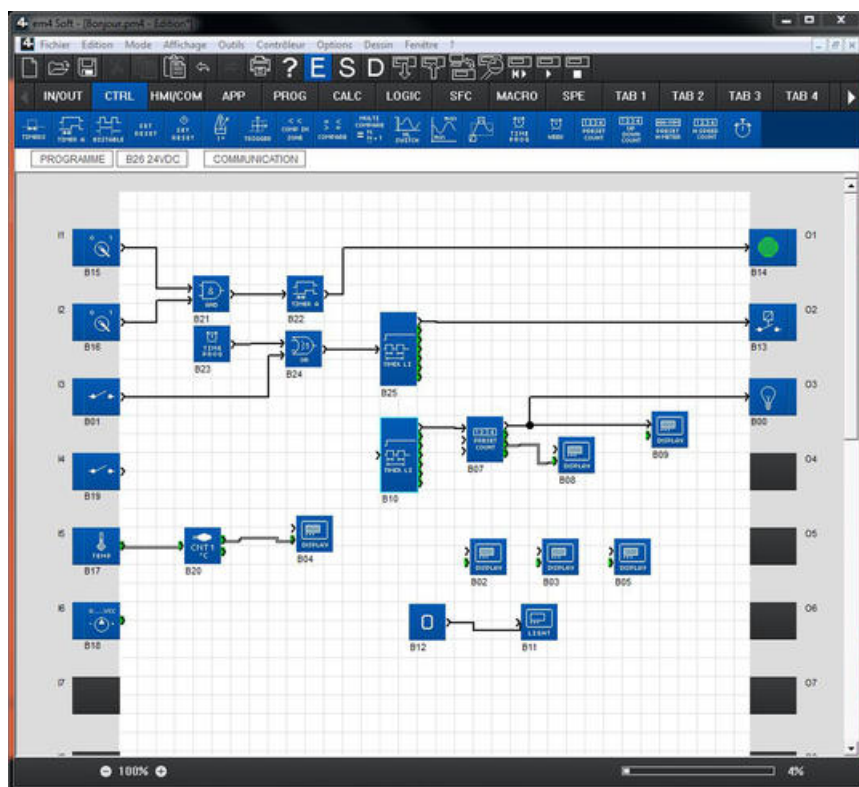 em4 Soft - [Bonjour.pm4 - Edition*]
Fichier Edition Mode Affichage Outils Contrôleur Options Dessin Fenêtre ?
? E S D
IN/OUT CTRL HMI/COM APP PROG CALC LOGIC SFC MACRO SPE TAB 1 TAB 2 TAB 3 TAB 4
PROGRAMME B26 24VDC COMMUNICATION
I1 O1
B15 B14
AND TIMER A
I2 B21 B22 O2
TIME PROG OR
B16 B13
B23 B24 TIMER LI
I3 B25 O3
B01 B00
PRESET COUNT DISPLAY
I4 TIMER LI B07 DISPLAY B09 O4
B08
B19 B10
I5 O5
TEMP CNT1 °C DISPLAY
B17 B20 B04 DISPLAY DISPLAY DISPLAY
B02 B03 B05
I6 O6
0 LIGHT
B18 B12 B11
I7 O7
100% 4%